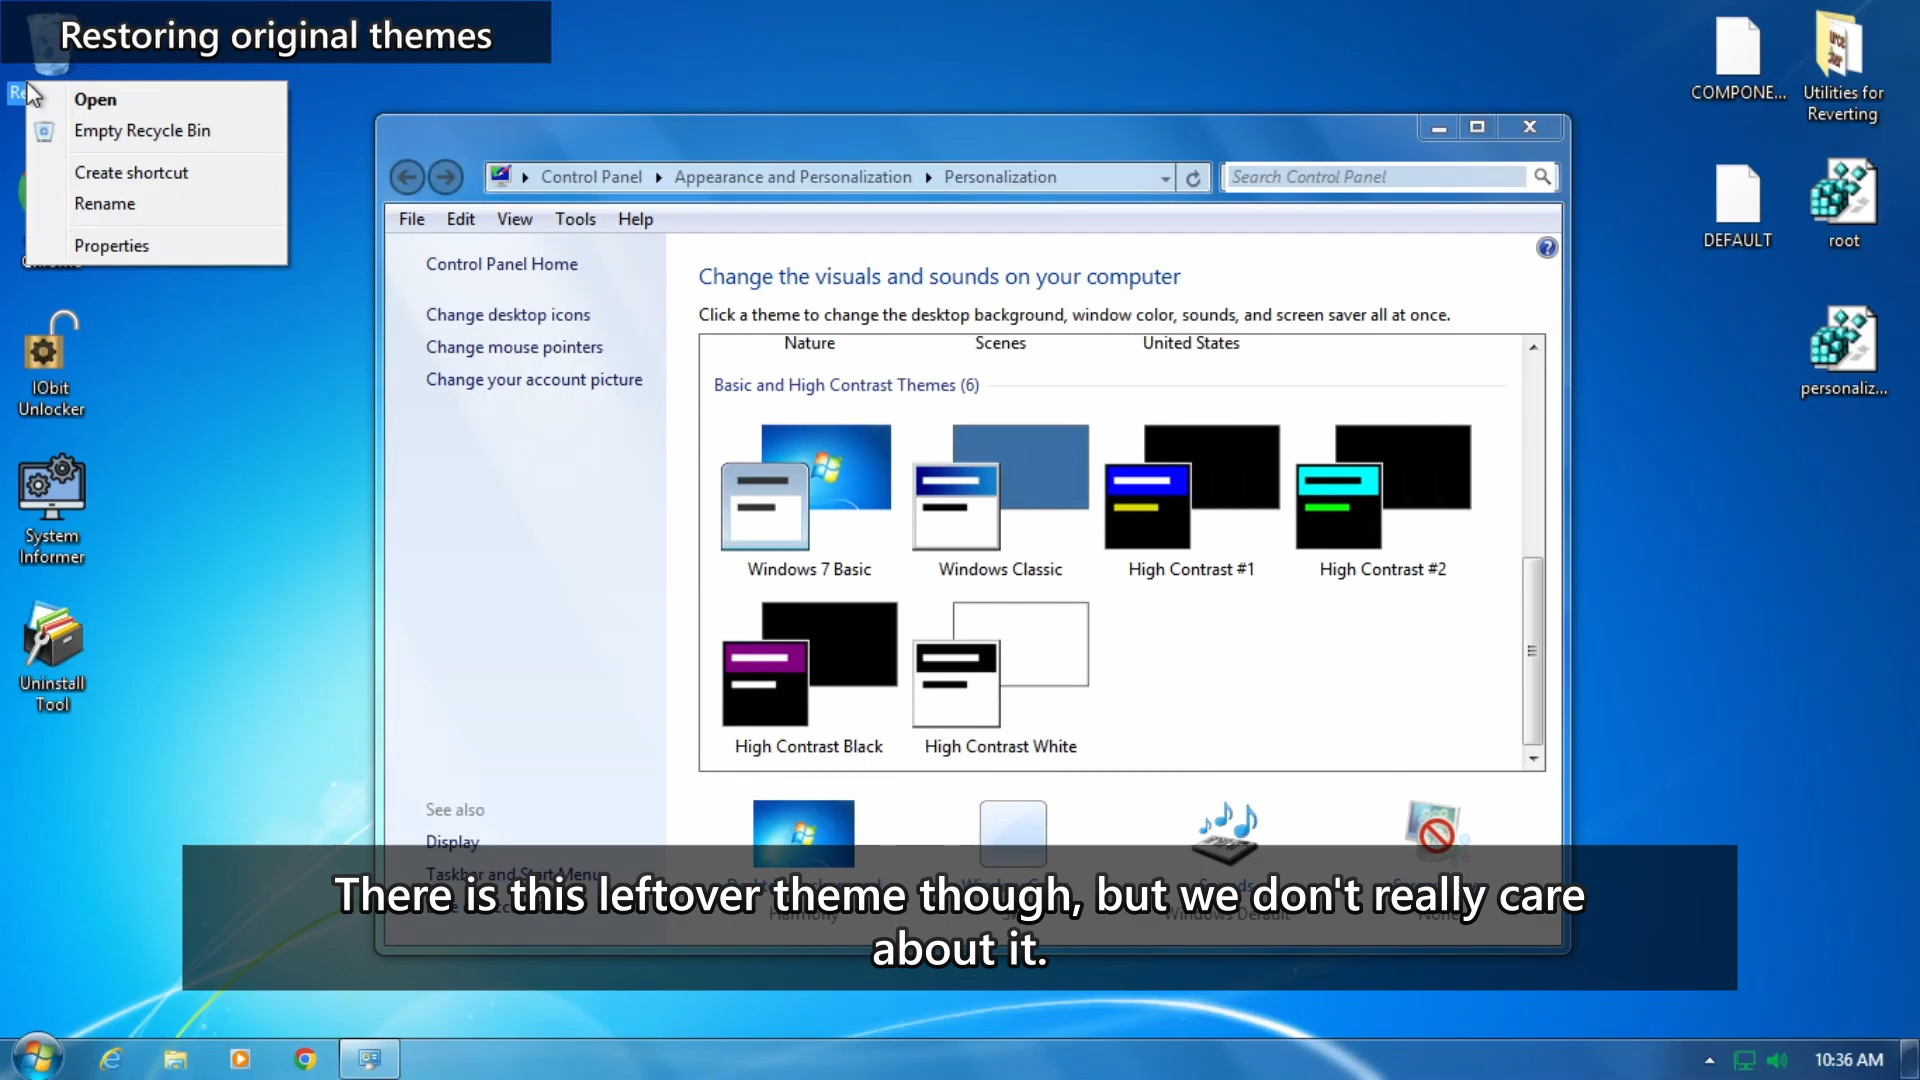 Restoring original themes
Re
Open
Empty Recycle Bin
Create shortcut
Rename
Properties
IObit
Unlocker
System
Informer
Uninstall
Tool
COMPONE...
Utilities for
Reverting
DEFAULT
root
personaliz...
Control Panel
Appearance and Personalization
Personalization
Search Control Panel
File
Edit
View
Tools
Help
Control Panel Home
Change desktop icons
Change mouse pointers
Change your account picture
See also
Display
Taskbar and Start Menu
Change the visuals and sounds on your computer
Click a theme to change the desktop background, window color, sounds, and screen saver all at once.
Nature
Scenes
United States
Basic and High Contrast Themes (6)
Windows 7 Basic
Windows Classic
High Contrast #1
High Contrast #2
High Contrast Black
High Contrast White
Harmony
Windows Default
There is this leftover theme though, but we don't really care
about it.
10:36 AM